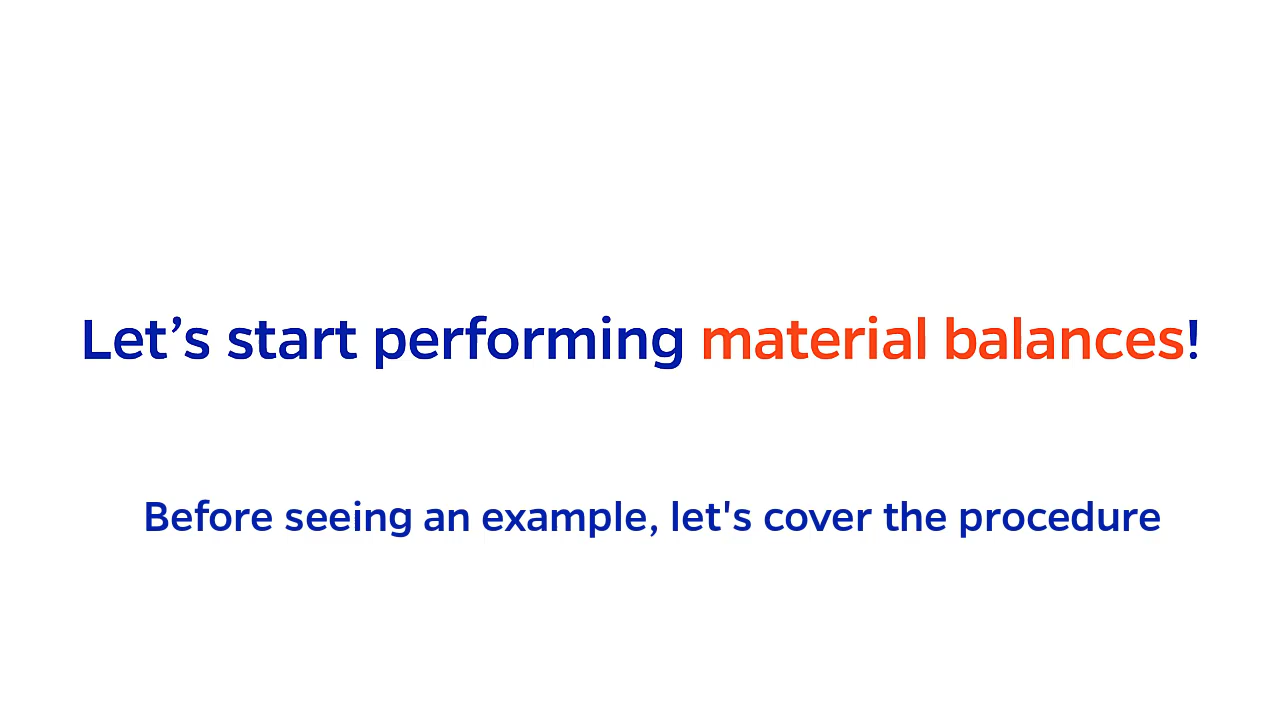 Let’s start performing material balances!
Before seeing an example, let's cover the procedure